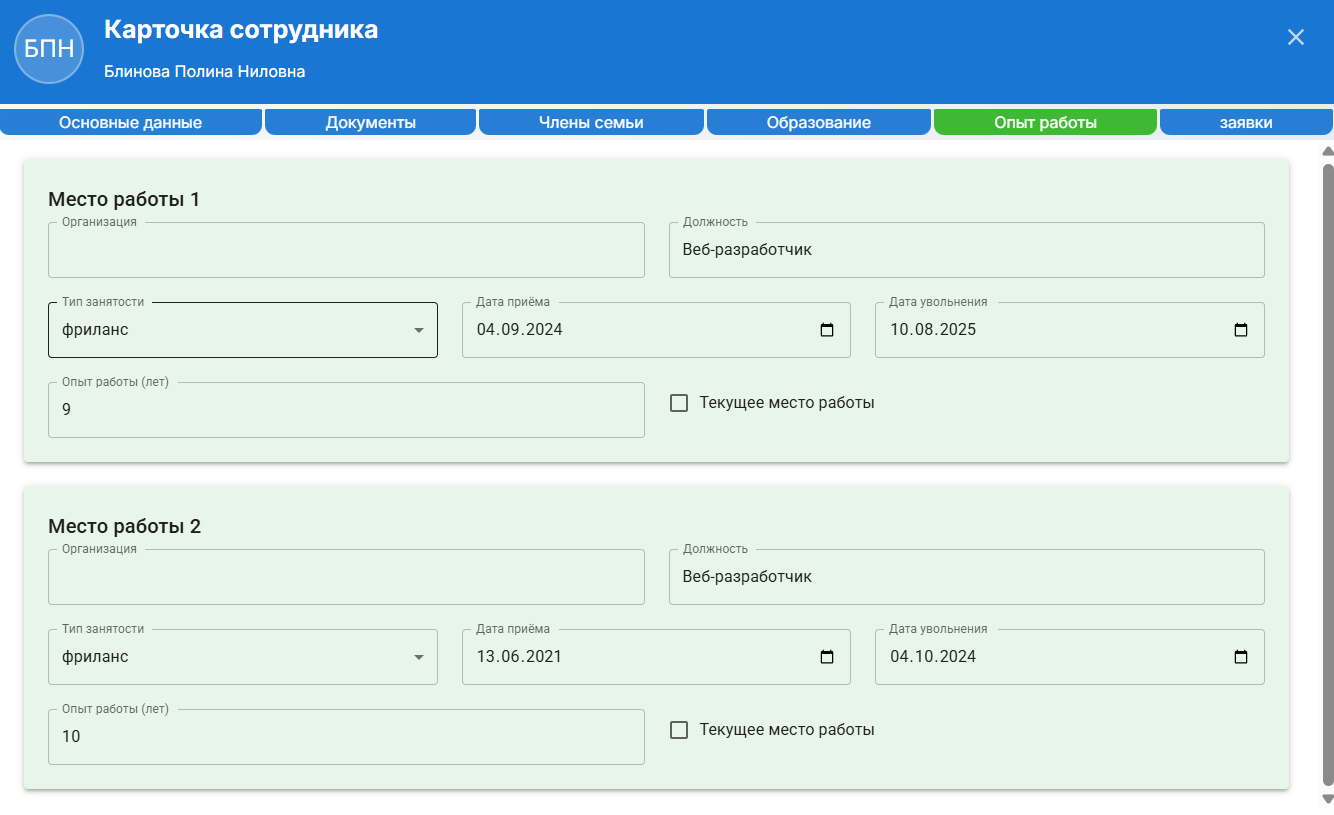 БПН
Карточка сотрудника
Блинова Полина Ниловна
Основные данные Документы Члены семьи Образование Опыт работы заявки
Место работы 1
Организация Должность
Веб-разработчик
Тип занятости Дата приёма Дата увольнения
фриланс 04.09.2024 10.08.2025
Опыт работы (лет)
9 Текущее место работы
Место работы 2
Организация Должность
Веб-разработчик
Тип занятости Дата приёма Дата увольнения
фриланс 13.06.2021 04.10.2024
Опыт работы (лет)
10 Текущее место работы